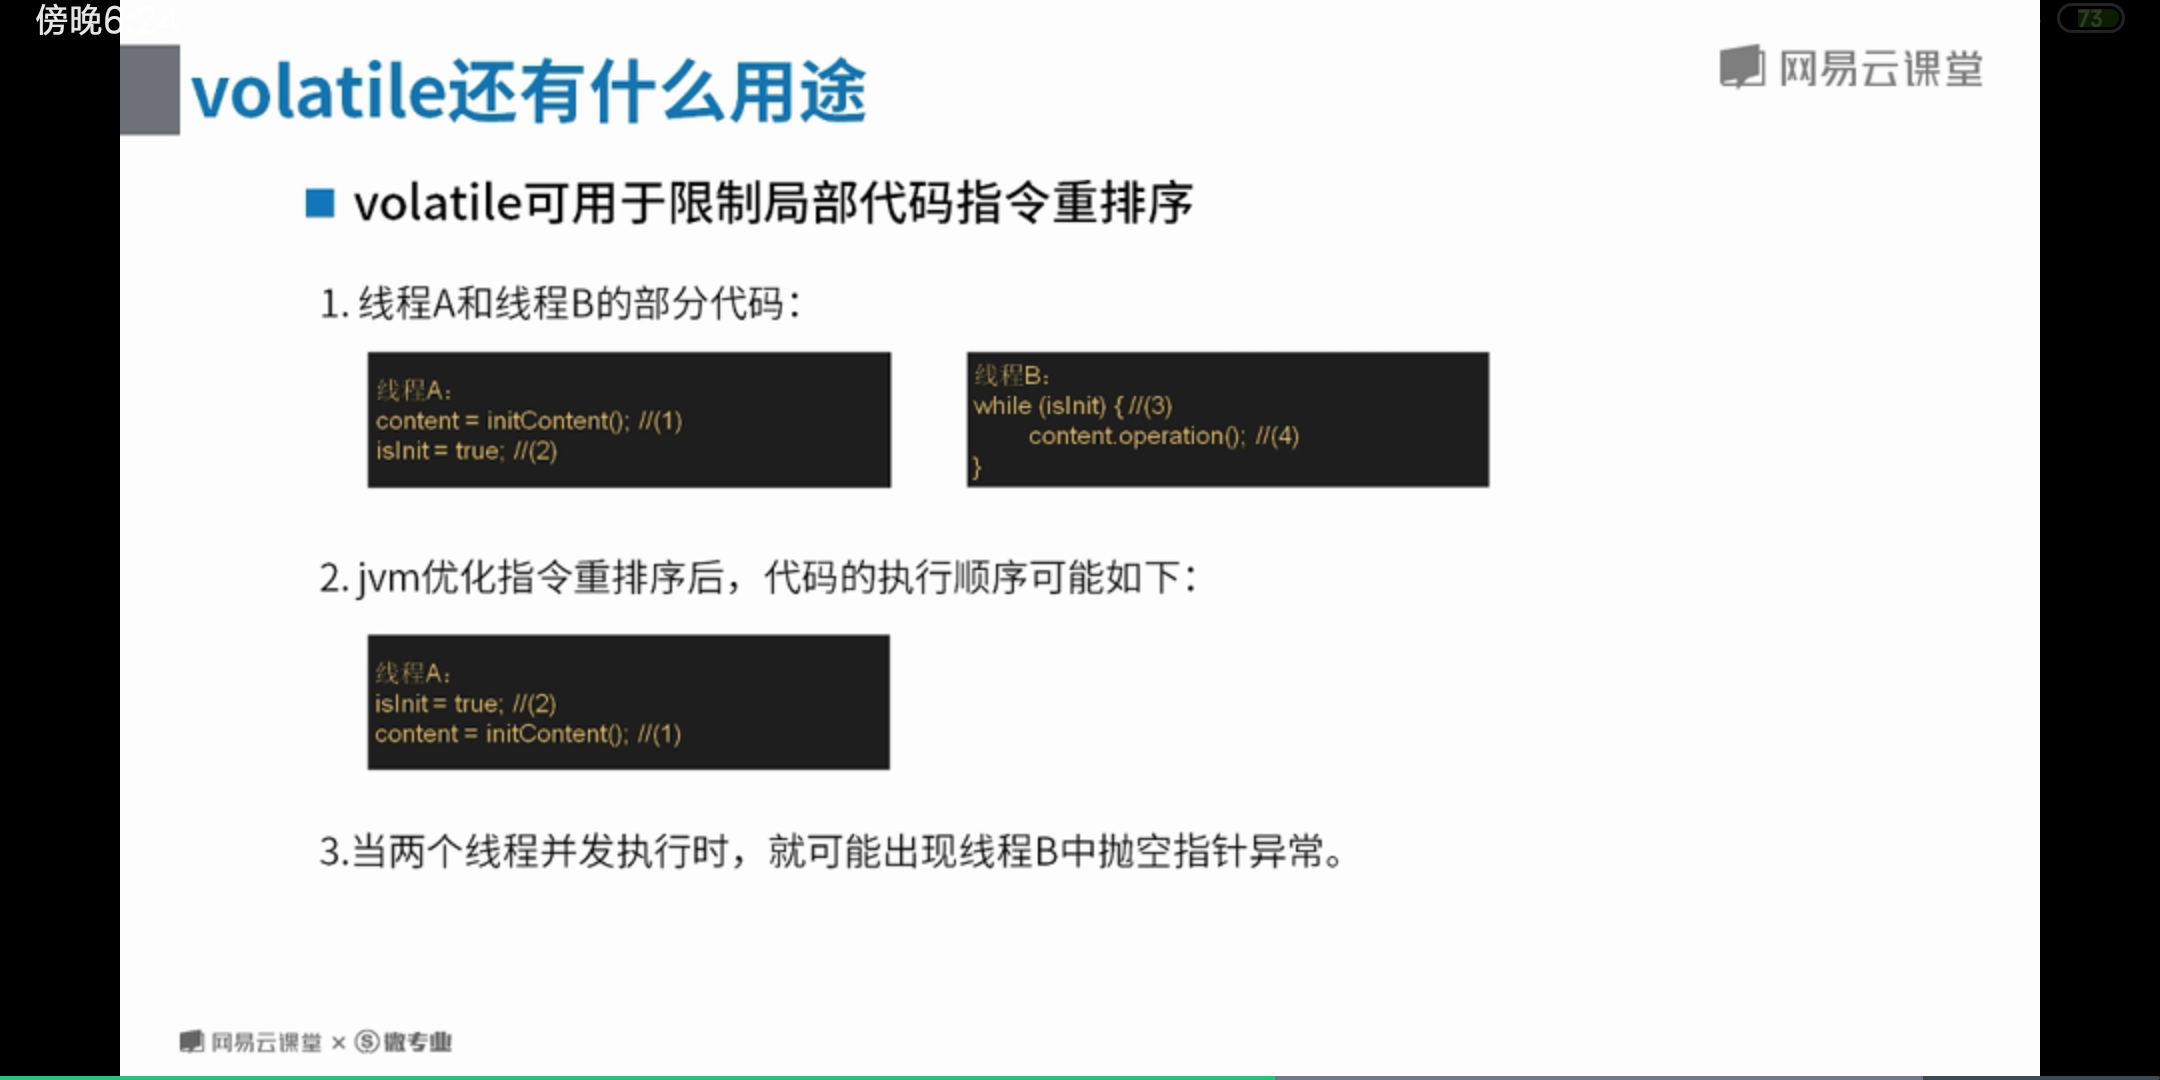 傍晚6:24
73
volatile还有什么用途
网易云课堂
volatile可用于限制局部代码指令重排序
1. 线程A和线程B的部分代码：
线程A：
content = initContent(); //(1)
isInit = true; //(2)
线程B：
while (isInit) { //(3)
content.operation(); //(4)
}
2. jvm优化指令重排序后，代码的执行顺序可能如下：
线程A：
isInit = true; //(2)
content = initContent(); //(1)
3.当两个线程并发执行时，就可能出现线程B中抛空指针异常。
网易云课堂 × 微专业